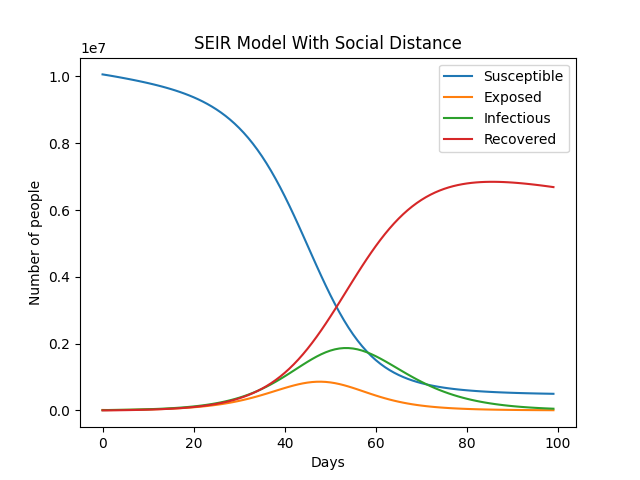 SEIR Model With Social Distance
1e7
1.0
0.8
0.6
0.4
0.2
0.0
Number of people
Susceptible
Exposed
Infectious
Recovered
0 20 40 60 80 100
Days